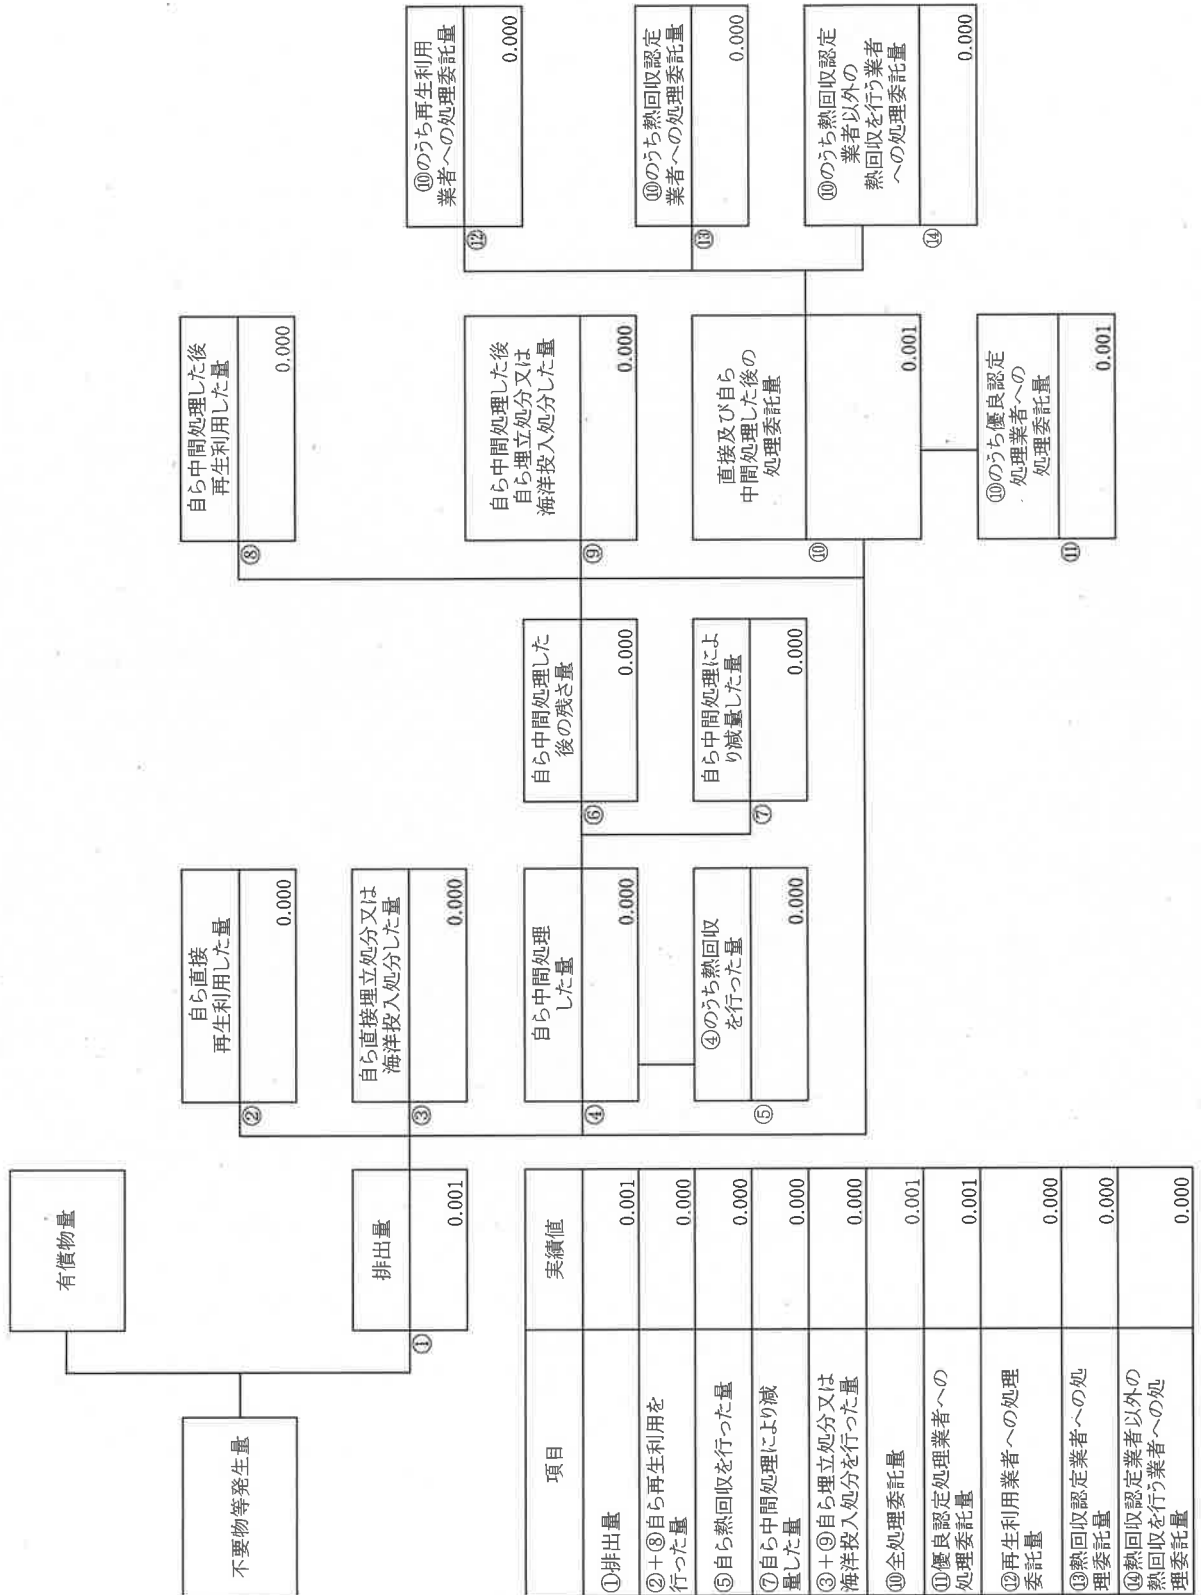 有償物量
不要物等発生量
排出量
①
0.001
自ら直接
再生利用した量
②
0.000
自ら直接埋立処分又は
海洋投入処分した量
③
0.000
自ら中間処理
した量
④
0.000
④のうち熱回収
を行った量
⑤
0.000
自ら中間処理した
後の残さ量
⑥
0.000
自ら中間処理によ
り減量した量
⑦
0.000
自ら中間処理した後
再生利用した量
⑧
0.000
自ら中間処理した後
自ら埋立処分又は
海洋投入処分した量
⑨
0.000
直接及び自ら
中間処理した後の
処理委託量
⑩
0.001
⑩のうち優良認定
処理業者への
処理委託量
⑪
0.001
⑩のうち再生利用
業者への処理委託量
⑫
0.000
⑩のうち熱回収認定
業者への処理委託量
⑬
0.000
⑩のうち熱回収認定
業者以外の
熱回収を行う業者
への処理委託量
⑭
0.000
項目 実績値
①排出量 0.001
②+⑧自ら再生利用を
行った量 0.000
⑤自ら熱回収を行った量 0.000
⑦自ら中間処理により減
量した量 0.000
③+⑨自ら埋立処分又は
海洋投入処分を行った量 0.000
⑩全処理委託量 0.001
⑪優良認定処理業者への
処理委託量 0.001
⑫再生利用業者への処理
委託量 0.000
⑬熱回収認定業者への処
理委託量 0.000
⑭熱回収認定業者以外の
熱回収を行う業者への処
理委託量 0.000